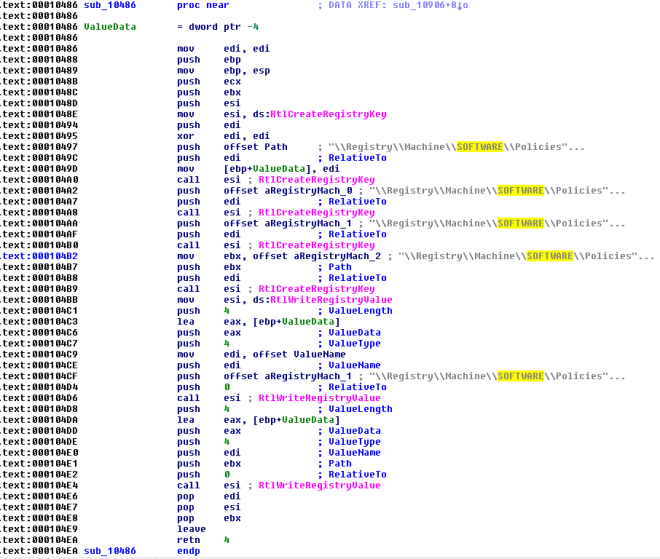 .text:00010486 sub_10486 proc near ; DATA XREF: sub_10906+8↓o
.text:00010486
.text:00010486 ValueData = dword ptr -4
.text:00010486
.text:00010486 mov edi, edi
.text:00010488 push ebp
.text:00010489 mov ebp, esp
.text:0001048B push ecx
.text:0001048C push ebx
.text:0001048D push esi
.text:0001048E mov esi, ds:RtlCreateRegistryKey
.text:00010494 push edi
.text:00010495 xor edi, edi
.text:00010497 push offset Path ; "\\Registry\\Machine\\SOFTWARE\\Policies"...
.text:0001049C push edi ; RelativeTo
.text:0001049D mov [ebp+ValueData], edi
.text:000104A0 call esi ; RtlCreateRegistryKey
.text:000104A2 push offset aRegistryMach_0 ; "\\Registry\\Machine\\SOFTWARE\\Policies"...
.text:000104A7 push edi ; RelativeTo
.text:000104A8 call esi ; RtlCreateRegistryKey
.text:000104AA push offset aRegistryMach_1 ; "\\Registry\\Machine\\SOFTWARE\\Policies"...
.text:000104AF push edi ; RelativeTo
.text:000104B0 call esi ; RtlCreateRegistryKey
.text:000104B2 mov ebx, offset aRegistryMach_2 ; "\\Registry\\Machine\\SOFTWARE\\Policies"...
.text:000104B7 push ebx ; Path
.text:000104B8 push edi ; RelativeTo
.text:000104B9 call esi ; RtlCreateRegistryKey
.text:000104BB mov esi, ds:RtlWriteRegistryValue
.text:000104C1 push 4 ; ValueLength
.text:000104C3 lea eax, [ebp+ValueData]
.text:000104C6 push eax ; ValueData
.text:000104C7 push 4 ; ValueType
.text:000104C9 mov edi, offset ValueName
.text:000104CE push edi ; ValueName
.text:000104CF push offset aRegistryMach_1 ; "\\Registry\\Machine\\SOFTWARE\\Policies"...
.text:000104D4 push 0 ; RelativeTo
.text:000104D6 call esi ; RtlWriteRegistryValue
.text:000104D8 push 4 ; ValueLength
.text:000104DA lea eax, [ebp+ValueData]
.text:000104DD push eax ; ValueData
.text:000104DE push 4 ; ValueType
.text:000104E0 push edi ; ValueName
.text:000104E1 push ebx ; Path
.text:000104E2 push 0 ; RelativeTo
.text:000104E4 call esi ; RtlWriteRegistryValue
.text:000104E6 pop edi
.text:000104E7 pop esi
.text:000104E8 pop ebx
.text:000104E9 leave
.text:000104EA retn 4
.text:000104EA sub_10486 endp